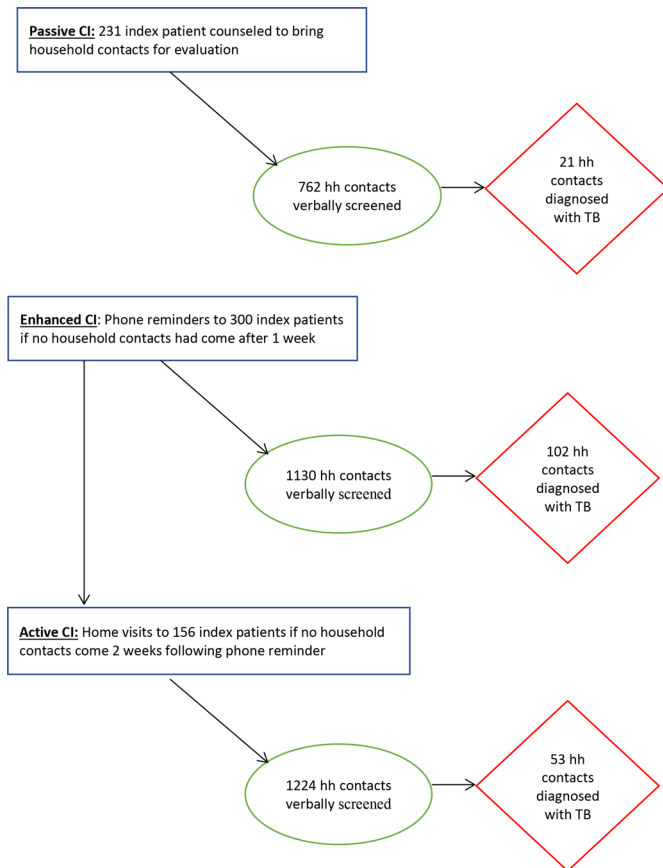 Passive CI: 231 index patient counseled to bring
household contacts for evaluation
762 hh contacts
verbally screened
21 hh
contacts
diagnosed
with TB
Enhanced CI: Phone reminders to 300 index patients
if no household contacts had come after 1 week
1130 hh contacts
verbally screened
102 hh
contacts
diagnosed
with TB
Active CI: Home visits to 156 index patients if no household
contacts come 2 weeks following phone reminder
1224 hh contacts
verbally screened
53 hh
contacts
diagnosed
with TB